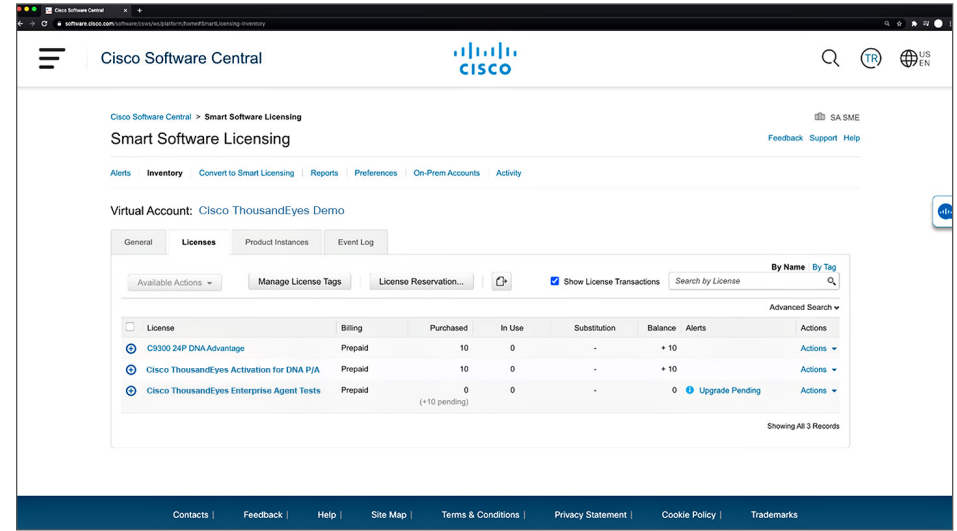 Cisco Software Central × +
software.cisco.com/software/csws/ws/platform/home#SmartLicensing-Inventory
Cisco Software Central
CISCO
TR
US
EN
Cisco Software Central > Smart Software Licensing
SA SME
Smart Software Licensing
Feedback Support Help
Alerts Inventory Convert to Smart Licensing Reports Preferences On-Prem Accounts Activity
Virtual Account: Cisco ThousandEyes Demo
General Licenses Product Instances Event Log
By Name By Tag
Available Actions Manage License Tags License Reservation... Show License Transactions Search by License
Advanced Search
License Billing Purchased In Use Substitution Balance Alerts Actions
C9300 24P DNA Advantage Prepaid 10 0 - + 10 Actions
Cisco ThousandEyes Activation for DNA P/A Prepaid 10 0 - + 10 Actions
Cisco ThousandEyes Enterprise Agent Tests Prepaid 0 0 - 0 Upgrade Pending Actions
(+10 pending)
Showing All 3 Records
Contacts | Feedback | Help | Site Map | Terms & Conditions | Privacy Statement | Cookie Policy | Trademarks